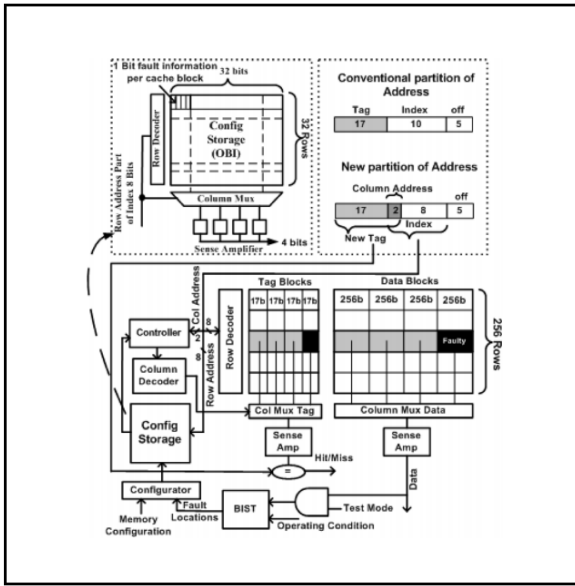 1 Bit fault information
per cache block
32 bits
Row Decoder
Config
Storage
(OBI)
32 Rows
Row Address Part
of Index 8 Bits
Column Mux
Sense Amplifier
4 bits
Conventional partition of
Address
Tag
Index
off
17
10
5
New partition of Address
Column Address
off
17
2
8
5
New Tag
Index
Tag Blocks
Data Blocks
17b 17b 17b 17b
256b 256b 256b 256b
Col Address
8
2
8
Row Address
Row Decoder
Faulty
256 Rows
Controller
Column
Decoder
Config
Storage
Col Mux Tag
Column Mux Data
Sense
Amp
Sense
Amp
Hit/Miss
=
Data
Configurator
Fault
Locations
BIST
Test Mode
Operating Condition
Memory
Configuration